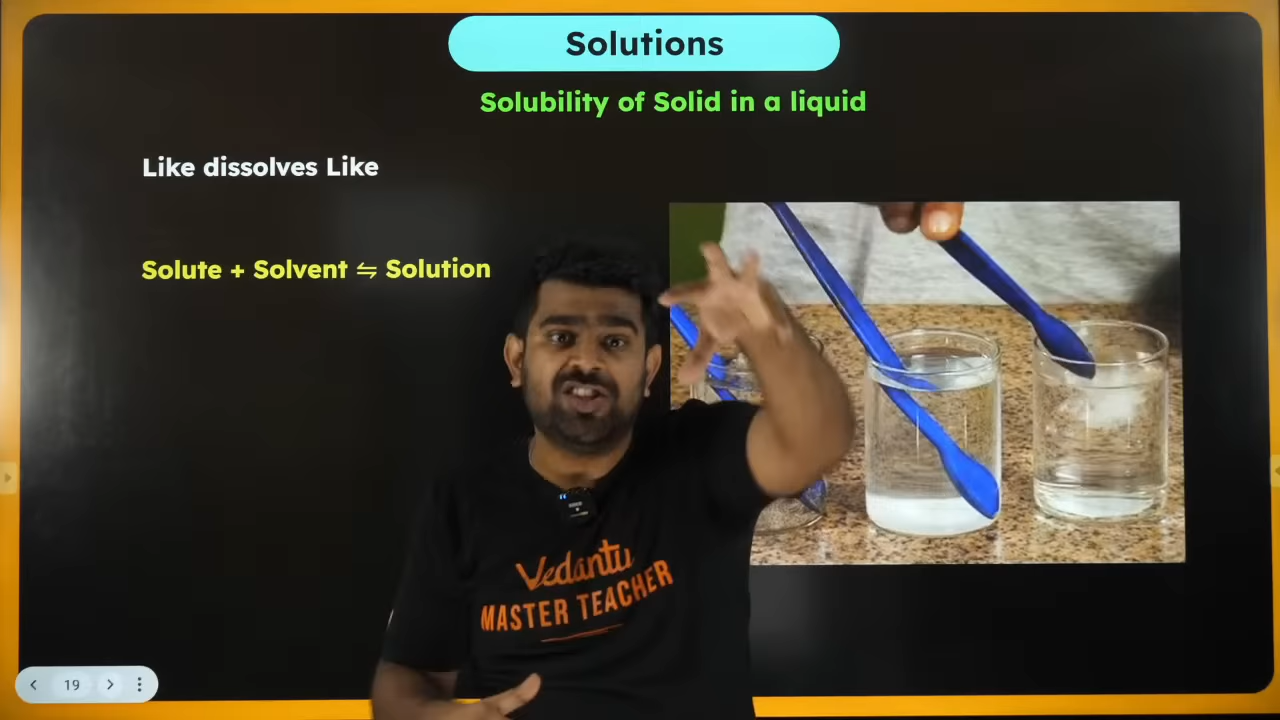 Solutions
Solubility of Solid in a liquid
Like dissolves Like
Solute + Solvent ⇋ Solution
Vedantu
MASTER TEACHER
19